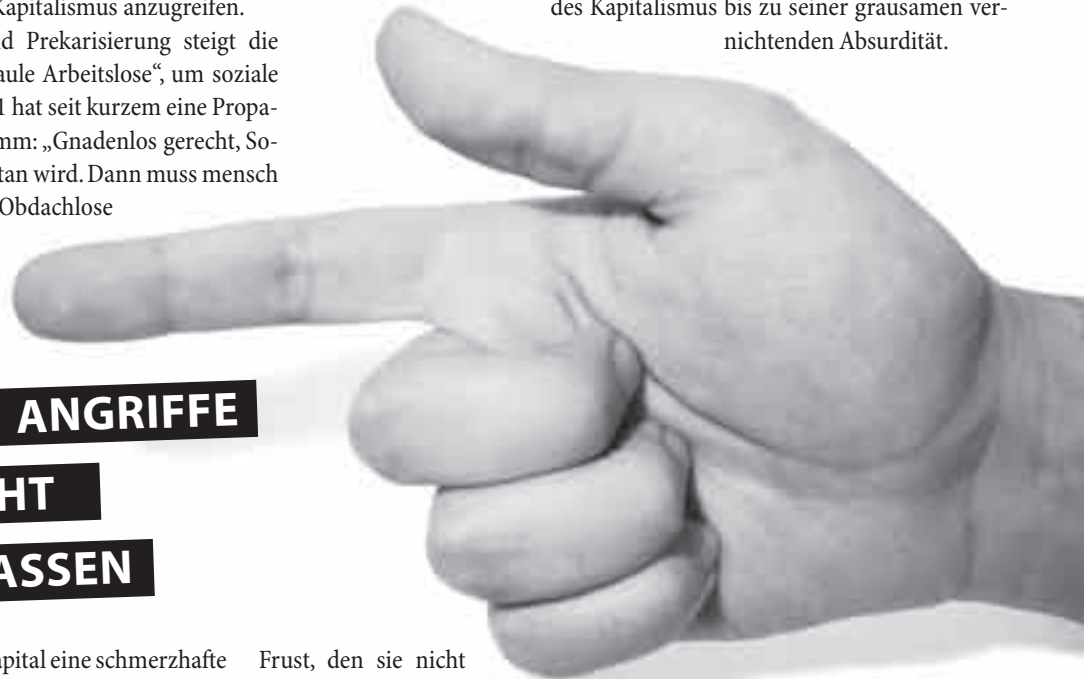 Kapitalismus anzugreifen.
d Prekarisierung steigt die
aule Arbeitslose“, um soziale
1 hat seit kurzem eine Propa-
mm: „Gnadenlos gerecht, So-
tan wird. Dann muss mensch
Obdachlose
des Kapitalismus bis zu seiner grausamen ver-
nichtenden Absurdität.
ANGRIFFE
HT
ASSEN
apital eine schmerzhafte
Frust, den sie nicht